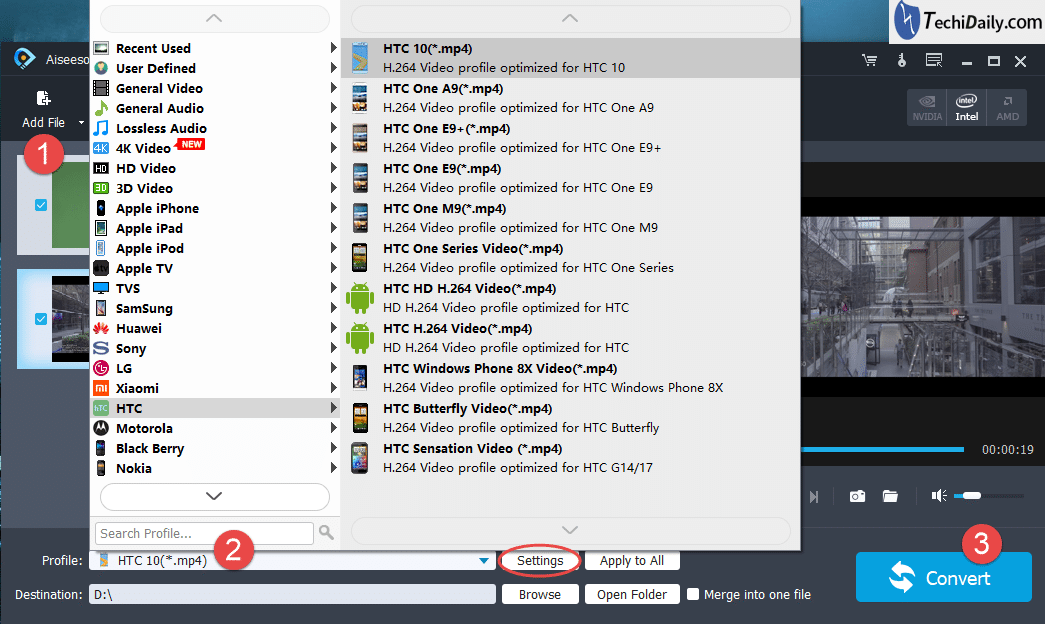 TechiDaily.com
Aiseeso
Add File
1
NVIDIA
intel
Intel
AMD
Recent Used
User Defined
General Video
General Audio
Lossless Audio
4K
4K Video
NEW
HD
HD Video
3D
3D Video
Apple iPhone
Apple iPad
Apple iPod
Apple TV
TVS
SamSung
Huawei
Sony
LG
Xiaomi
hTC
HTC
Motorola
Black Berry
Nokia
Search Profile...
HTC 10(*.mp4)
H.264 Video profile optimized for HTC 10
HTC One A9(*.mp4)
H.264 Video profile optimized for HTC One A9
HTC One E9+(*.mp4)
H.264 Video profile optimized for HTC One E9+
HTC One E9(*.mp4)
H.264 Video profile optimized for HTC One E9
HTC One M9(*.mp4)
H.264 Video profile optimized for HTC One M9
HTC One Series Video(*.mp4)
H.264 Video profile optimized for HTC One Series
HTC HD H.264 Video(*.mp4)
HD H.264 Video profile optimized for HTC
HTC H.264 Video(*.mp4)
HD H.264 Video profile optimized for HTC
HTC Windows Phone 8X Video(*.mp4)
H.264 Video profile optimized for HTC Windows Phone 8X
HTC Butterfly Video(*.mp4)
H.264 Video profile optimized for HTC Butterfly
HTC Sensation Video (*.mp4)
H.264 Video profile optimized for HTC G14/17
00:00:19
2
3
Profile:
HTC 10(*.mp4)
Settings
Apply to All
Convert
Destination:
D:\
Browse
Open Folder
Merge into one file